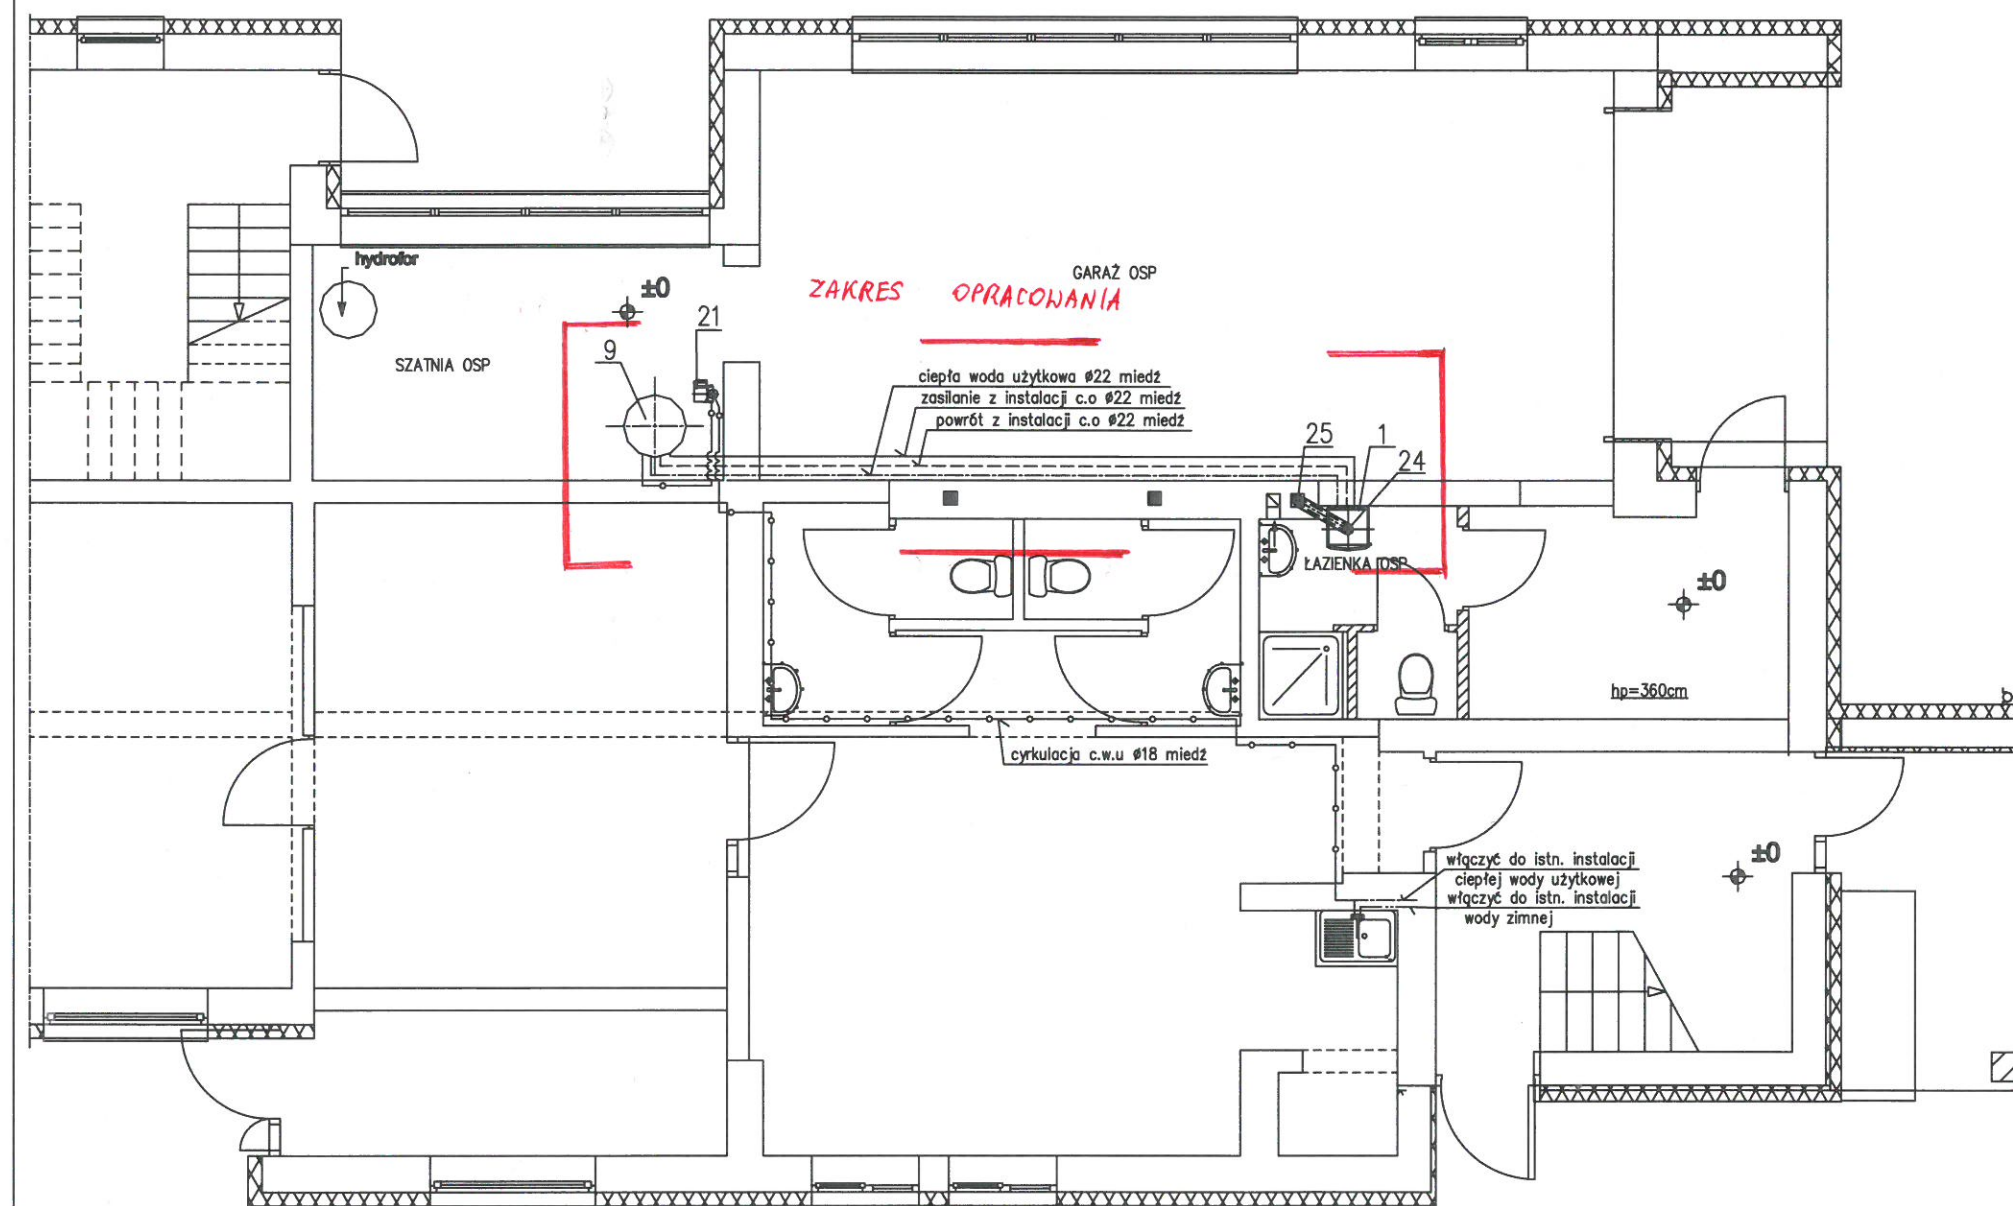 hydrofor
±0
GARAŻ OSP
ZAKRES OPRACOWANIA
21
9
SZATNIA OSP
ciepła woda użytkowa ø22 miedź
zasilanie z instalacji c.o ø22 miedź
powrót z instalacji c.o ø22 miedź
25
1
24
ŁAZIENKA OSP
±0
hp=360cm
cyrkulacja c.w.u ø18 miedź
±0
włączyć do istn. instalacji
ciepłej wody użytkowej
włączyć do istn. instalacji
wody zimnej